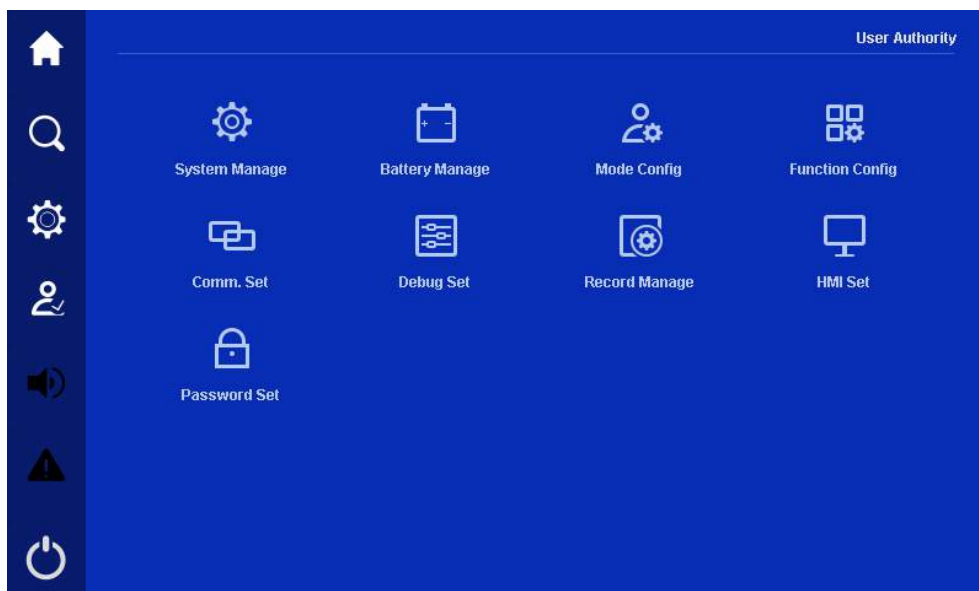 User Authority
System Manage
Battery Manage
Mode Config
Function Config
Comm. Set
Debug Set
Record Manage
HMI Set
Password Set